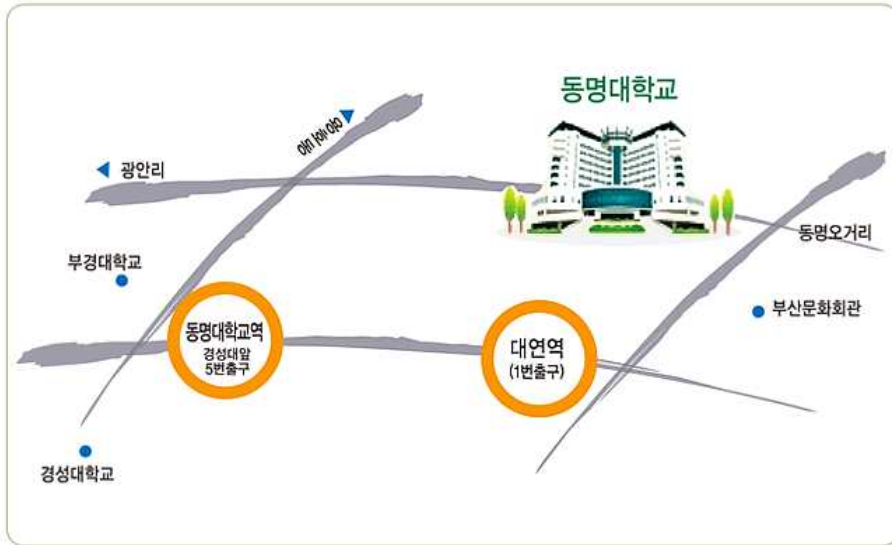 동명대학교
광안리
동명오거리
부경대학교
부산문화회관
동명대학교역
경성대앞
5번출구
대연역
(1번출구)
경성대학교